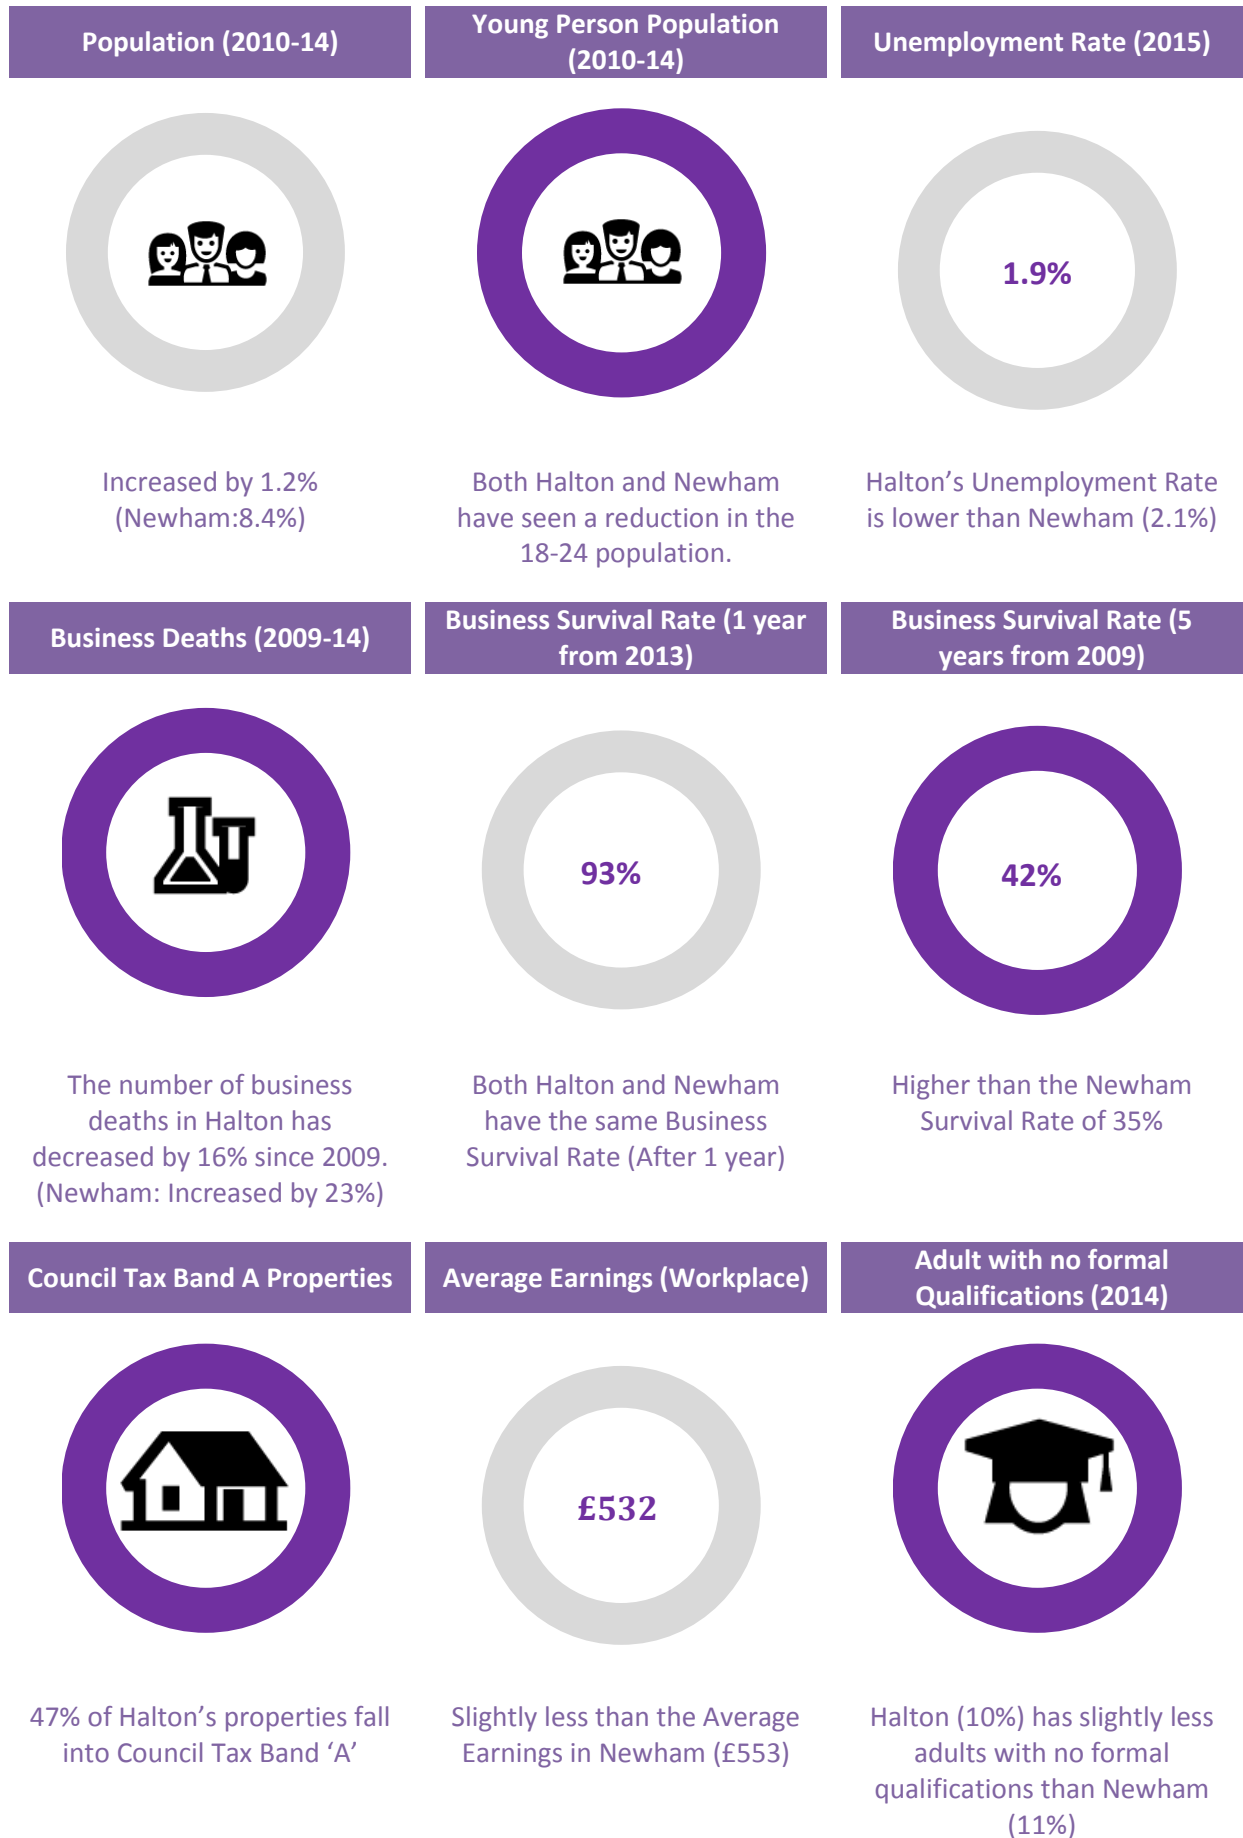 Population (2010-14)
Young Person Population
(2010-14)
Unemployment Rate (2015)
1.9%
Increased by 1.2%
(Newham:8.4%)
Both Halton and Newham
have seen a reduction in the
18-24 population.
Halton’s Unemployment Rate
is lower than Newham (2.1%)
Business Deaths (2009-14)
Business Survival Rate (1 year
from 2013)
Business Survival Rate (5
years from 2009)
93%
42%
The number of business
deaths in Halton has
decreased by 16% since 2009.
(Newham: Increased by 23%)
Both Halton and Newham
have the same Business
Survival Rate (After 1 year)
Higher than the Newham
Survival Rate of 35%
Council Tax Band A Properties
Average Earnings (Workplace)
Adult with no formal
Qualifications (2014)
£532
47% of Halton’s properties fall
into Council Tax Band ‘A’
Slightly less than the Average
Earnings in Newham (£553)
Halton (10%) has slightly less
adults with no formal
qualifications than Newham
(11%)